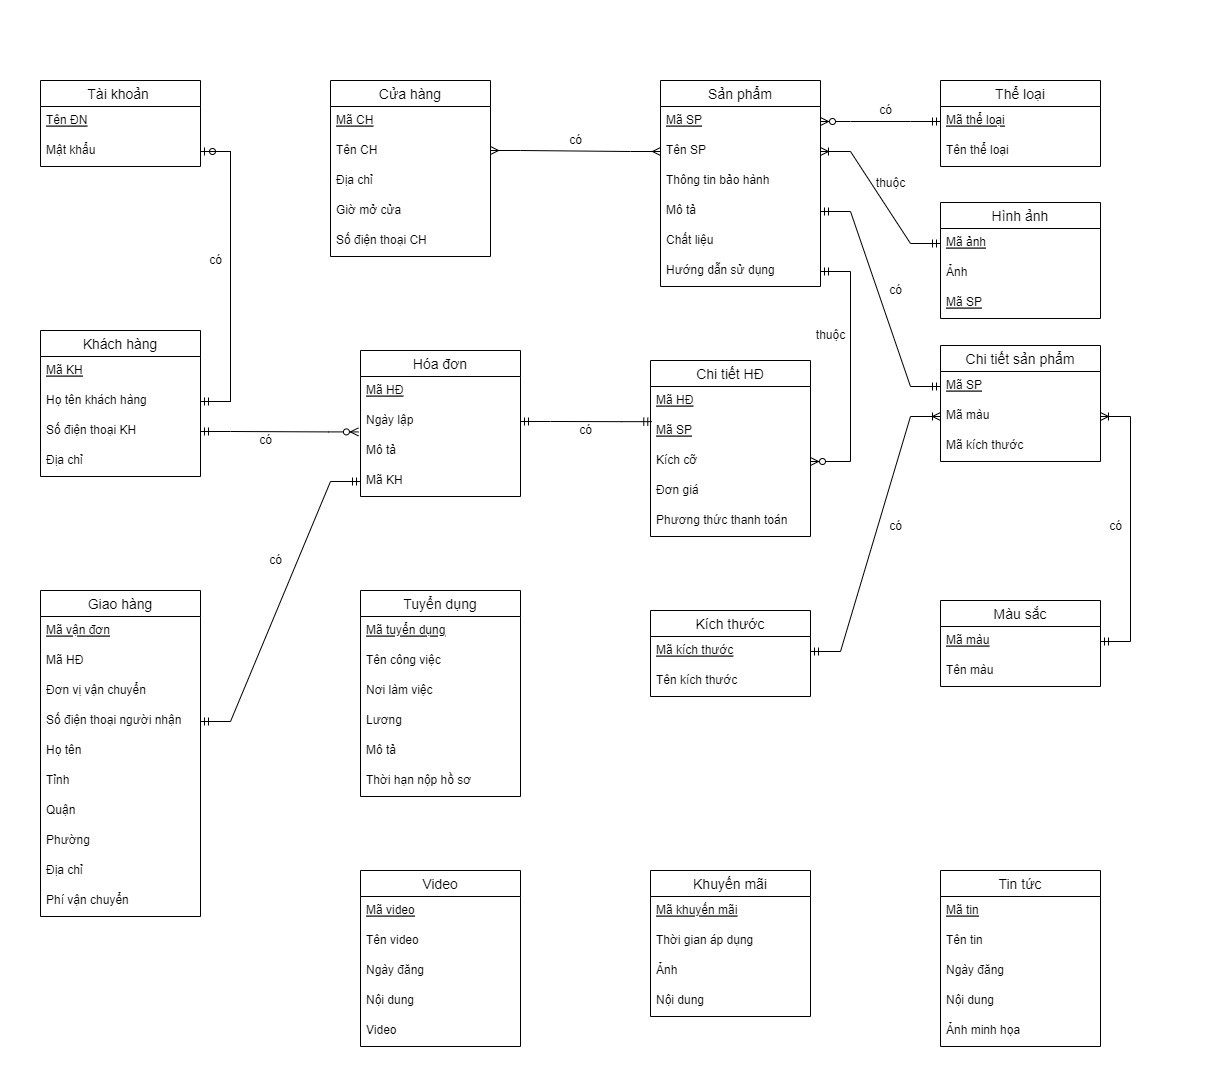 Tài khoản
Tên ĐN
Mật khẩu
có
Cửa hàng
Mã CH
Tên CH
Địa chỉ
Giờ mở cửa
Số điện thoại CH
có
Sản phẩm
Mã SP
Tên SP
Thông tin bảo hành
Mô tả
Chất liệu
Hướng dẫn sử dụng
có
Thể loại
Mã thể loại
Tên thể loại
thuộc
Hình ảnh
Mã ảnh
Ảnh
Mã SP
có
thuộc
Khách hàng
Mã KH
Họ tên khách hàng
Số điện thoại KH
Địa chỉ
có
Hóa đơn
Mã HĐ
Ngày lập
Mô tả
Mã KH
có
Chi tiết HĐ
Mã HĐ
Mã SP
Kích cỡ
Đơn giá
Phương thức thanh toán
Chi tiết sản phẩm
Mã SP
Mã màu
Mã kích thước
có
có
có
Giao hàng
Mã vận đơn
Mã HĐ
Đơn vị vận chuyển
Số điện thoại người nhận
Họ tên
Tỉnh
Quận
Phường
Địa chỉ
Phí vận chuyển
Tuyển dụng
Mã tuyển dụng
Tên công việc
Nơi làm việc
Lương
Mô tả
Thời hạn nộp hồ sơ
Kích thước
Mã kích thước
Tên kích thước
Màu sắc
Mã màu
Tên màu
Video
Mã video
Tên video
Ngày đăng
Nội dung
Video
Khuyến mãi
Mã khuyến mãi
Thời gian áp dụng
Ảnh
Nội dung
Tin tức
Mã tin
Tên tin
Ngày đăng
Nội dung
Ảnh minh họa